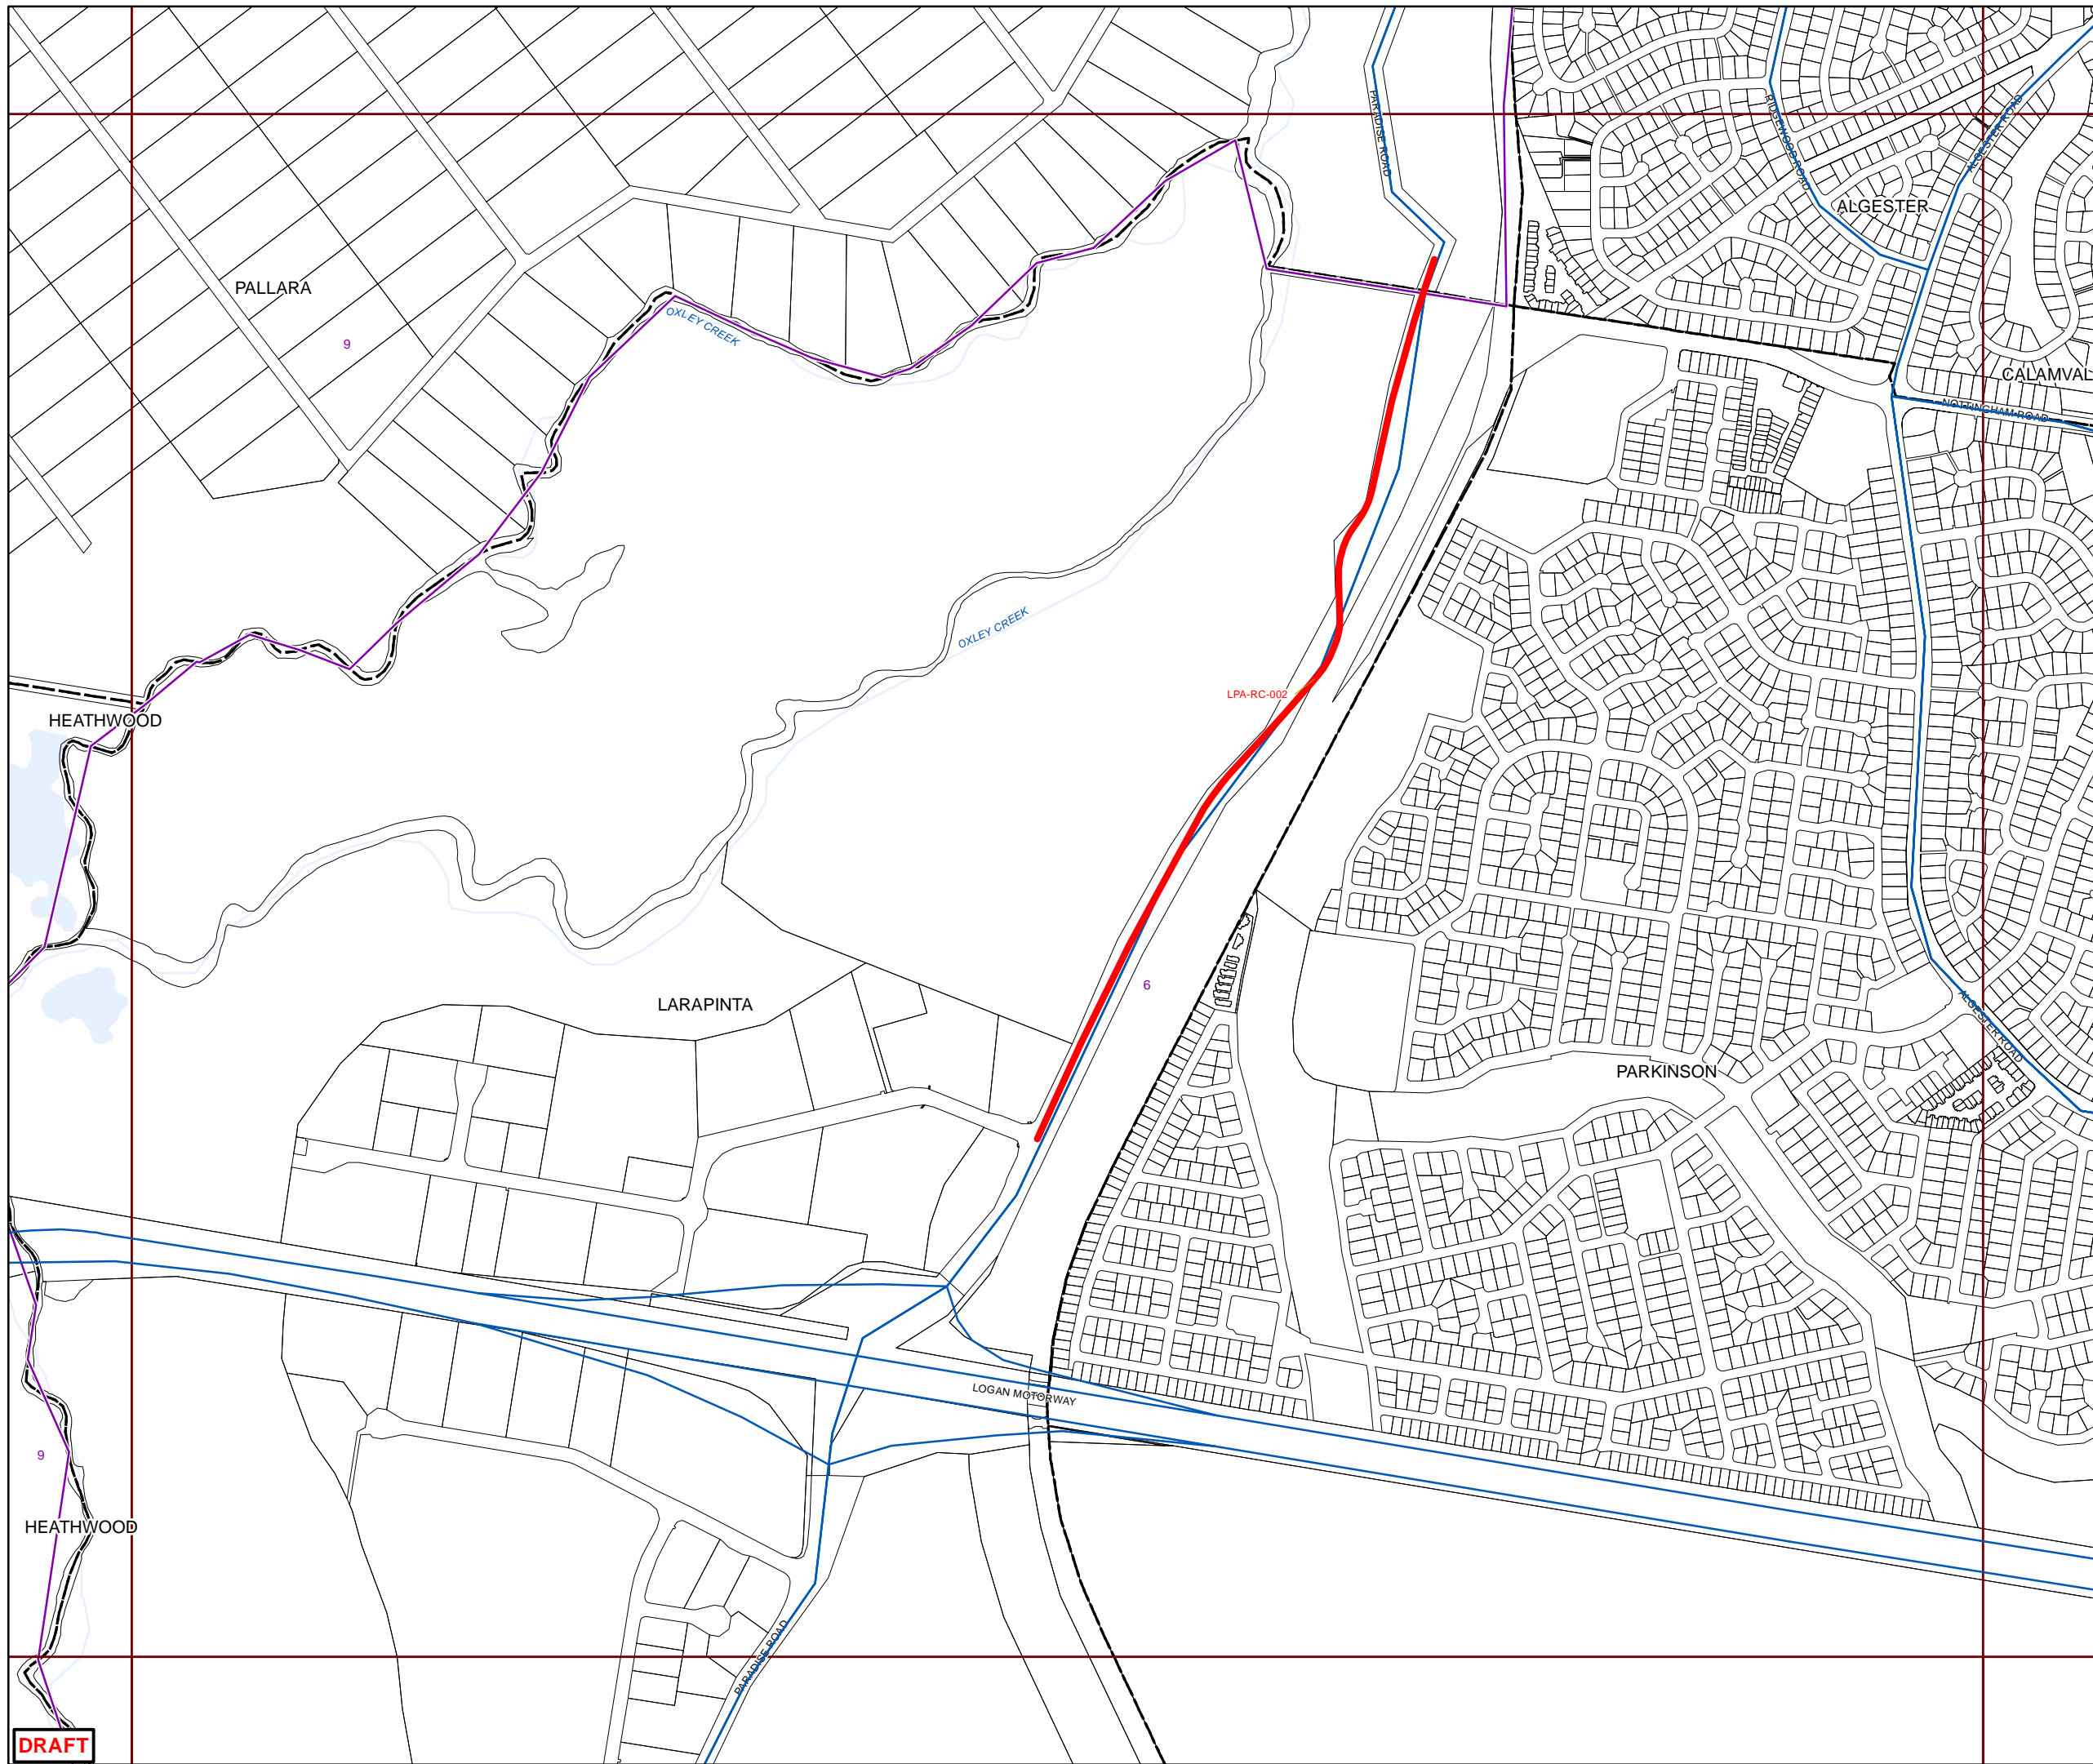 PARADISE ROAD
RIDGEWOOD ROAD
ALGESTER ROAD
ALGESTER
PALLARA
OXLEY CREEK
9
CALAMVAL
NOTTINGHAM ROAD
OXLEY CREEK
LPA-RC-002
HEATHWOOD
6
LARAPINTA
ALGESTER ROAD
PARKINSON
LOGAN MOTORWAY
9
HEATHWOOD
PARADISE ROAD
DRAFT